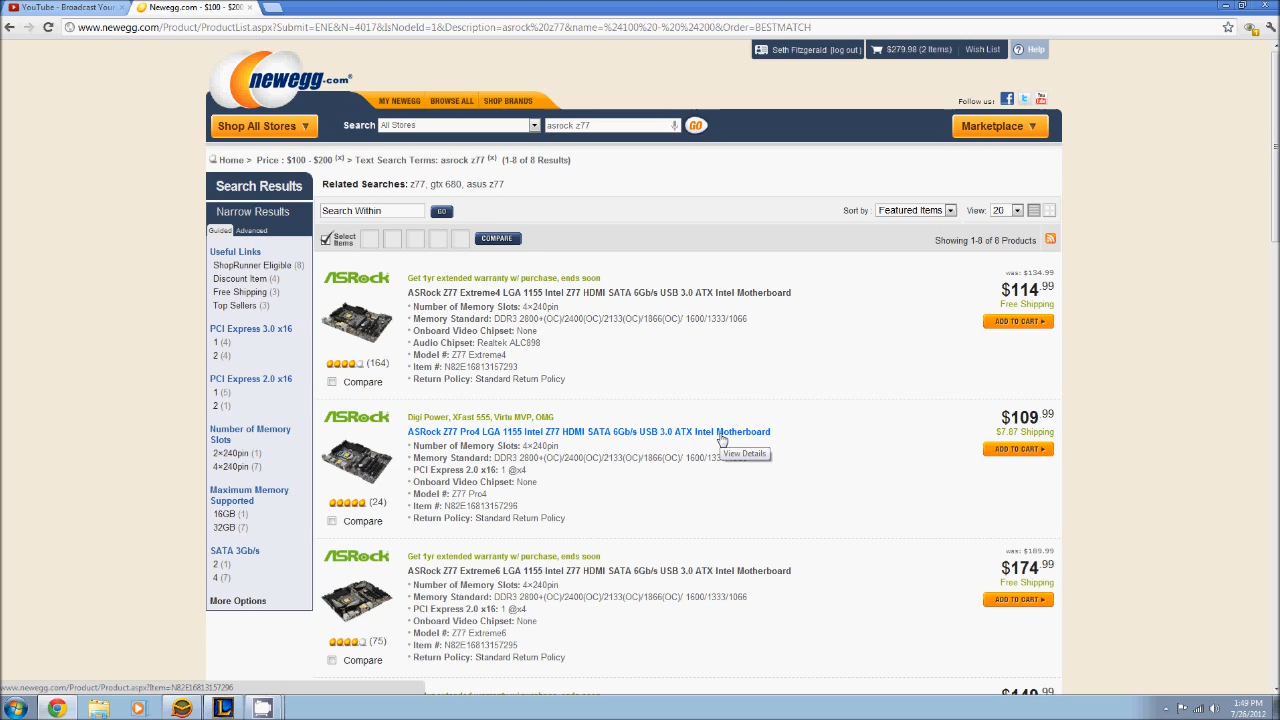 YouTube - Broadcast Your
Newegg.com - $100 - $200
www.newegg.com/Product/ProductList.aspx?Submit=ENE&N=4017&IsNodeId=1&Description=asrock%20z77&name=%24100%20-%20%24200&Order=BESTMATCH
Seth Fitzgerald (log out) $279.98 (2 Items) Wish List Help
newegg.com
MY NEWEGG BROWSE ALL SHOP BRANDS
Follow us:
Shop All Stores Search All Stores asrock z77 GO Marketplace
Home > Price : $100 - $200 (x) > Text Search Terms: asrock z77 (x) (1-8 of 8 Results)
Search Results
Narrow Results
Guided Advanced
Useful Links
ShopRunner Eligible (8)
Discount Item (4)
Free Shipping (3)
Top Sellers (3)
PCI Express 3.0 x16
1 (4)
2 (4)
PCI Express 2.0 x16
1 (5)
2 (1)
Number of Memory
Slots
2×240pin (1)
4×240pin (7)
Maximum Memory
Supported
16GB (1)
32GB (7)
SATA 3Gb/s
2 (1)
4 (7)
More Options
Related Searches: z77, gtx 680, asus z77
Search Within GO Sort by : Featured Items View: 20
Select
Items COMPARE Showing 1-8 of 8 Products
ASRock
(164)
Compare
Get 1yr extended warranty w/ purchase, ends soon
ASRock Z77 Extreme4 LGA 1155 Intel Z77 HDMI SATA 6Gb/s USB 3.0 ATX Intel Motherboard
Number of Memory Slots: 4×240pin
Memory Standard: DDR3 2800+(OC)/2400(OC)/2133(OC)/1866(OC)/ 1600/1333/1066
Onboard Video Chipset: None
Audio Chipset: Realtek ALC898
Model #: Z77 Extreme4
Item #: N82E16813157293
Return Policy: Standard Return Policy
was: $134.99
$114.99
Free Shipping
ADD TO CART
ASRock
(24)
Compare
Digi Power, XFast 555, Virtu MVP, OMG
ASRock Z77 Pro4 LGA 1155 Intel Z77 HDMI SATA 6Gb/s USB 3.0 ATX Intel Motherboard
Number of Memory Slots: 4×240pin
View Details
Memory Standard: DDR3 2800+(OC)/2400(OC)/2133(OC)/1866(OC)/ 1600/133
PCI Express 2.0 x16: 1 @x4
Onboard Video Chipset: None
Model #: Z77 Pro4
Item #: N82E16813157296
Return Policy: Standard Return Policy
$109.99
$7.87 Shipping
ADD TO CART
ASRock
(75)
Compare
Get 1yr extended warranty w/ purchase, ends soon
ASRock Z77 Extreme6 LGA 1155 Intel Z77 HDMI SATA 6Gb/s USB 3.0 ATX Intel Motherboard
Number of Memory Slots: 4×240pin
Memory Standard: DDR3 2800+(OC)/2400(OC)/2133(OC)/1866(OC)/ 1600/1333/1066
PCI Express 2.0 x16: 1 @x4
Onboard Video Chipset: None
Model #: Z77 Extreme6
Item #: N82E16813157295
Return Policy: Standard Return Policy
was: $189.99
$174.99
Free Shipping
ADD TO CART
www.newegg.com/Product/Product.aspx?Item=N82E16813157296
1:49 PM
7/26/2012